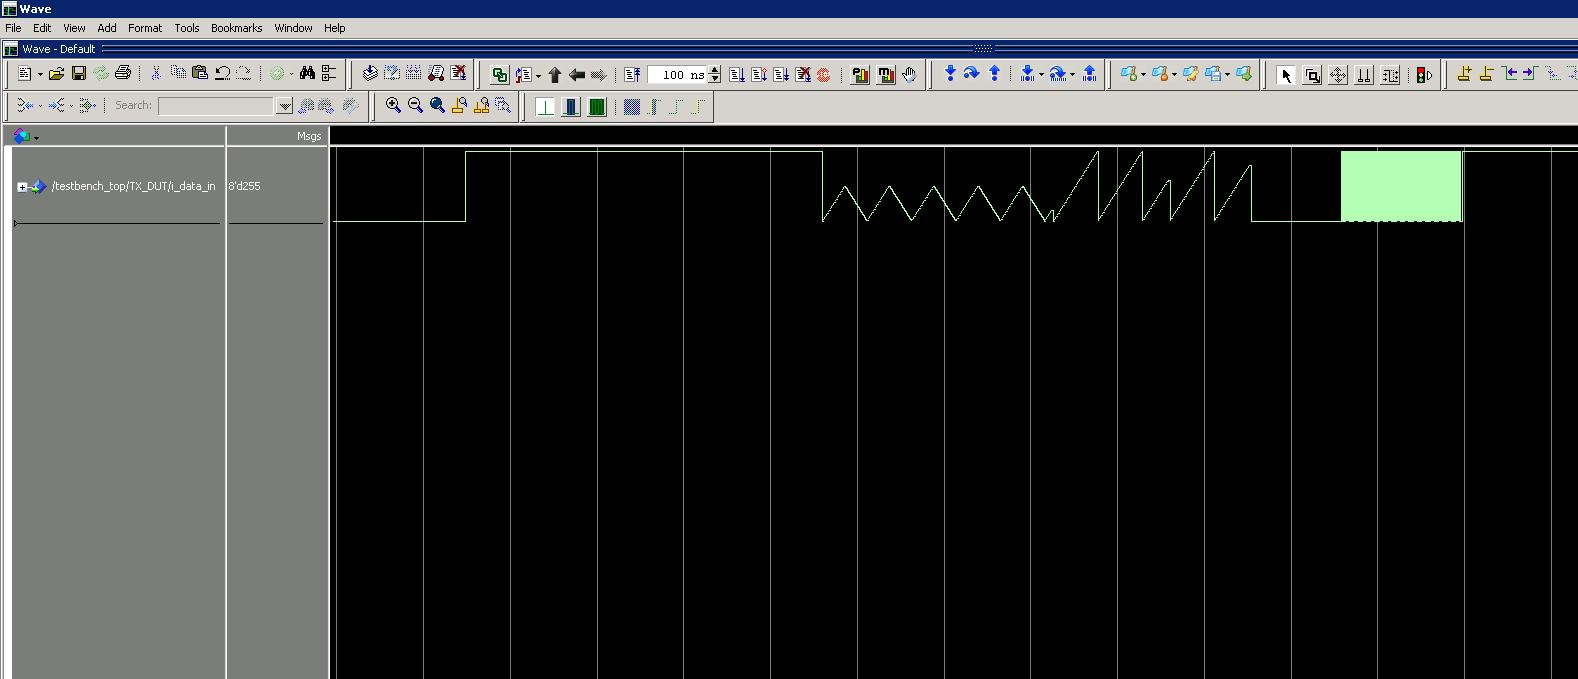 Wave
File Edit View Add Format Tools Bookmarks Window Help
Wave - Default
100 ns
Search:
Msgs
/testbench_top/TX_DUT/i_data_in 8'd255